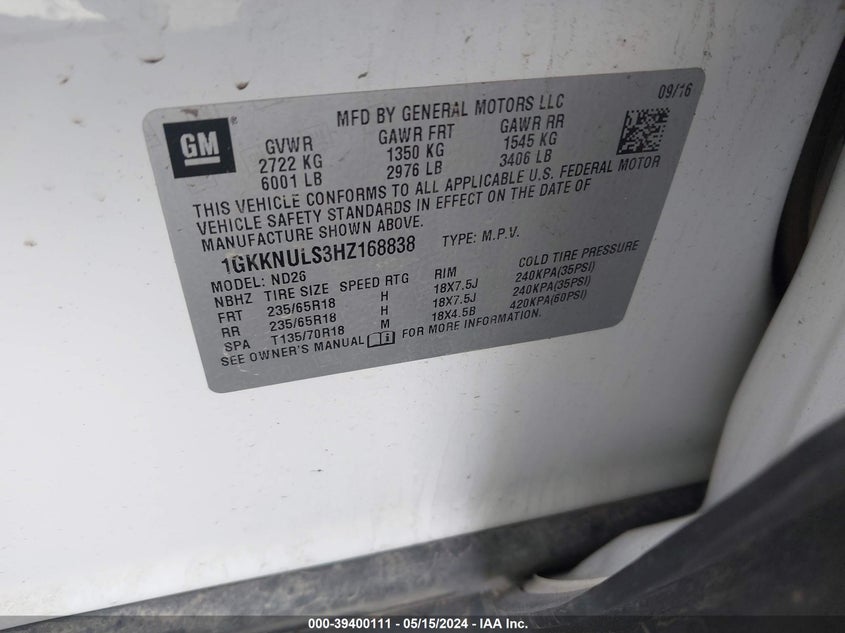 MFD BY GENERAL MOTORS LLC 09/16
GM ® GVWR GAWR FRT GAWR RR
2722 KG 1350 KG 1545 KG
6001 LB 2976 LB 3406 LB
THIS VEHICLE CONFORMS TO ALL APPLICABLE U.S. FEDERAL MOTOR
VEHICLE SAFETY STANDARDS IN EFFECT ON THE DATE OF
MANUFACTURE SHOWN ABOVE.
1GKKNULS3HZ168838 TYPE: M.P.V.
MODEL: ND26
NBHZ TIRE SIZE SPEED RTG RIM COLD TIRE PRESSURE
FRT 235/65R18 H 18X7.5J 240KPA(35PSI)
RR 235/65R18 H 18X7.5J 240KPA(35PSI)
SPA T135/70R18 M 18X4.5B 420KPA(60PSI)
SEE OWNER'S MANUAL FOR MORE INFORMATION.
000-39400111 - 05/15/2024 - IAA Inc.